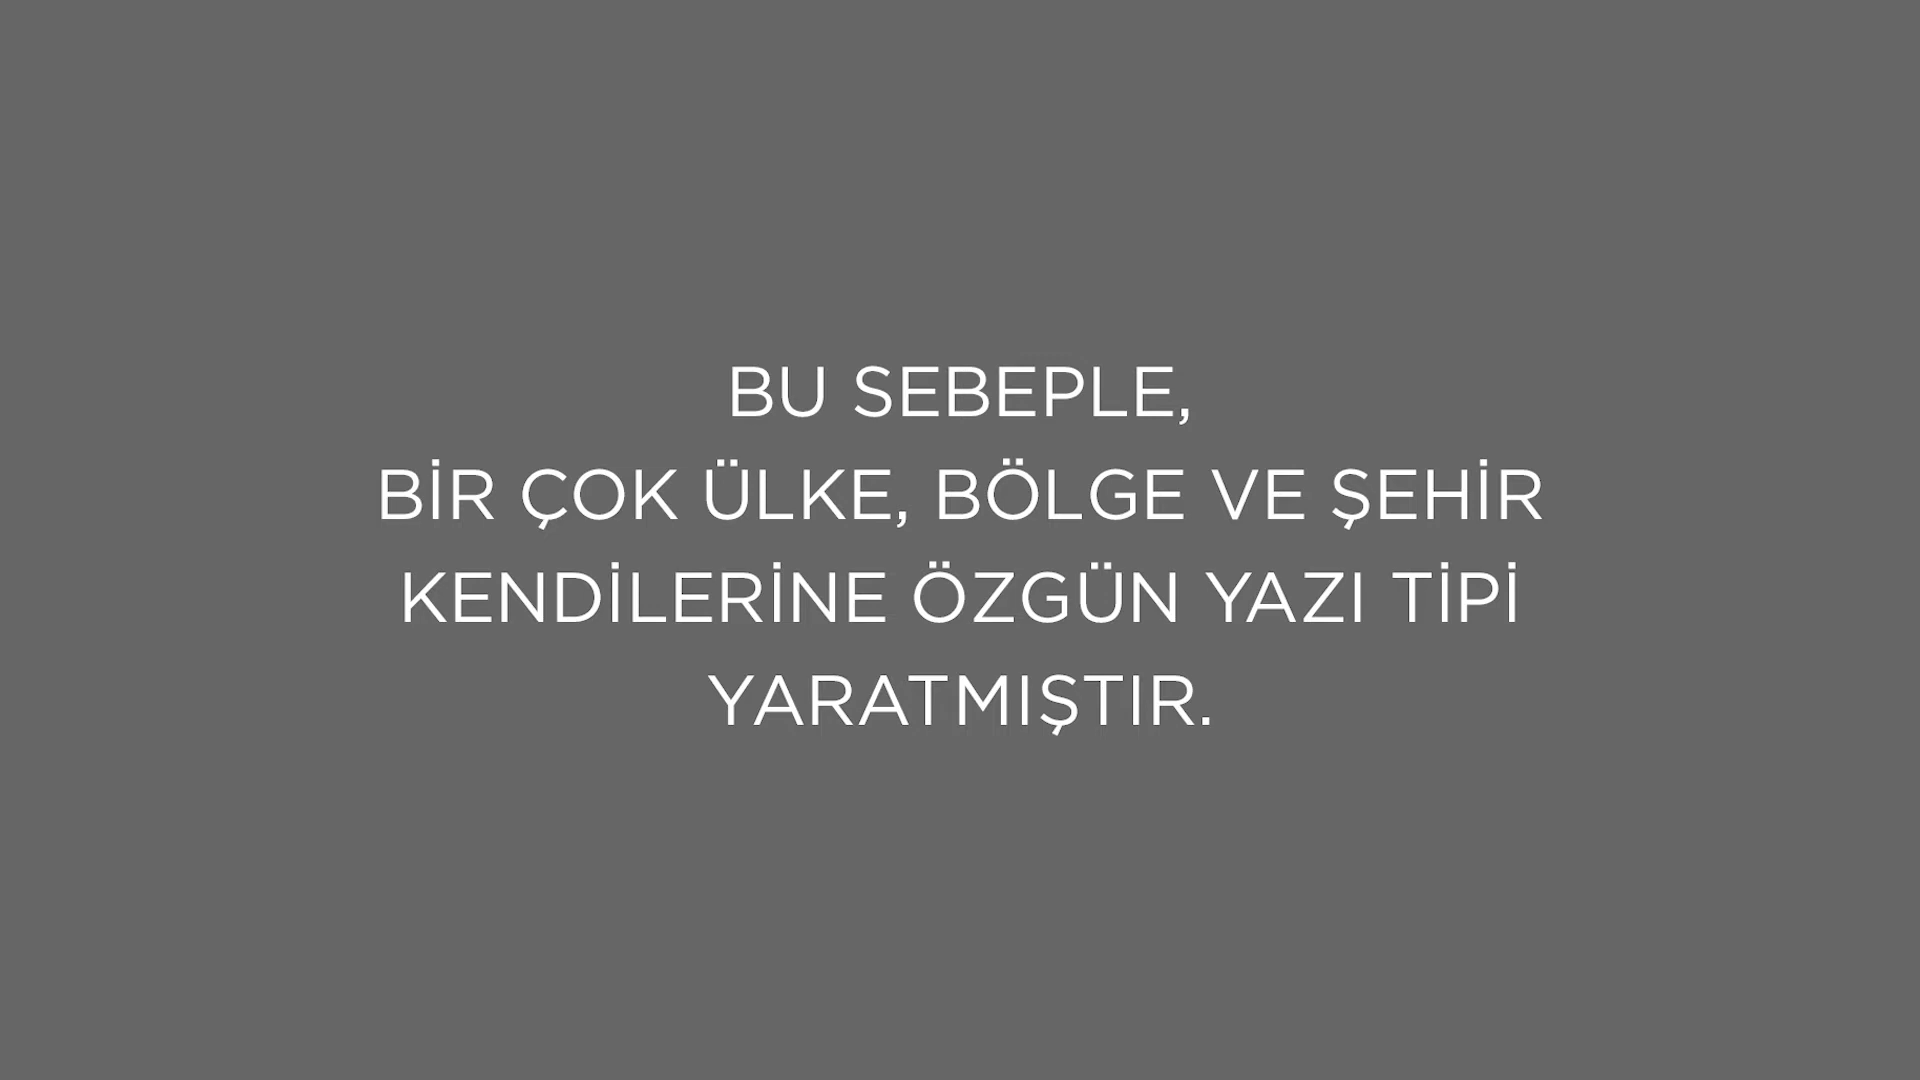 BU SEBEPLE,
BİR ÇOK ÜLKE, BÖLGE VE ŞEHİR
KENDİLERİNE ÖZGÜN YAZI TİPİ
YARATMIŞTIR.